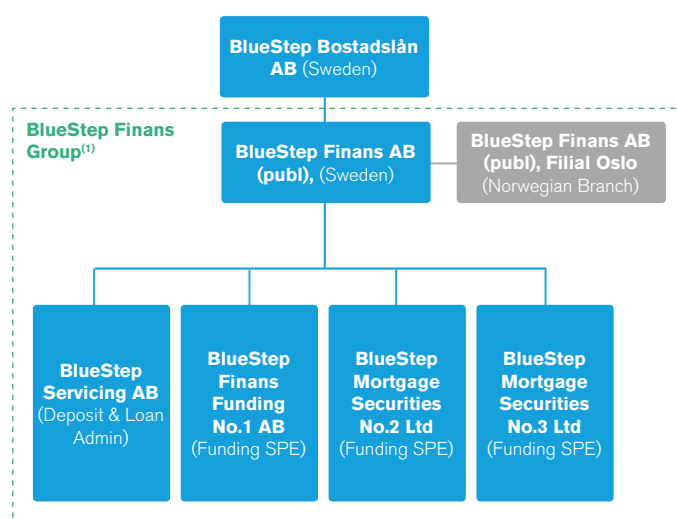 BlueStep Bostadslån
AB (Sweden)
BlueStep Finans
Group(1)
BlueStep Finans AB
(publ), (Sweden)
BlueStep Finans AB
(publ), Filial Oslo
(Norwegian Branch)
BlueStep
Servicing AB
(Deposit & Loan
Admin)
BlueStep
Finans
Funding
No.1 AB
(Funding SPE)
BlueStep
Mortgage
Securities
No.2 Ltd
(Funding SPE)
BlueStep
Mortgage
Securities
No.3 Ltd
(Funding SPE)